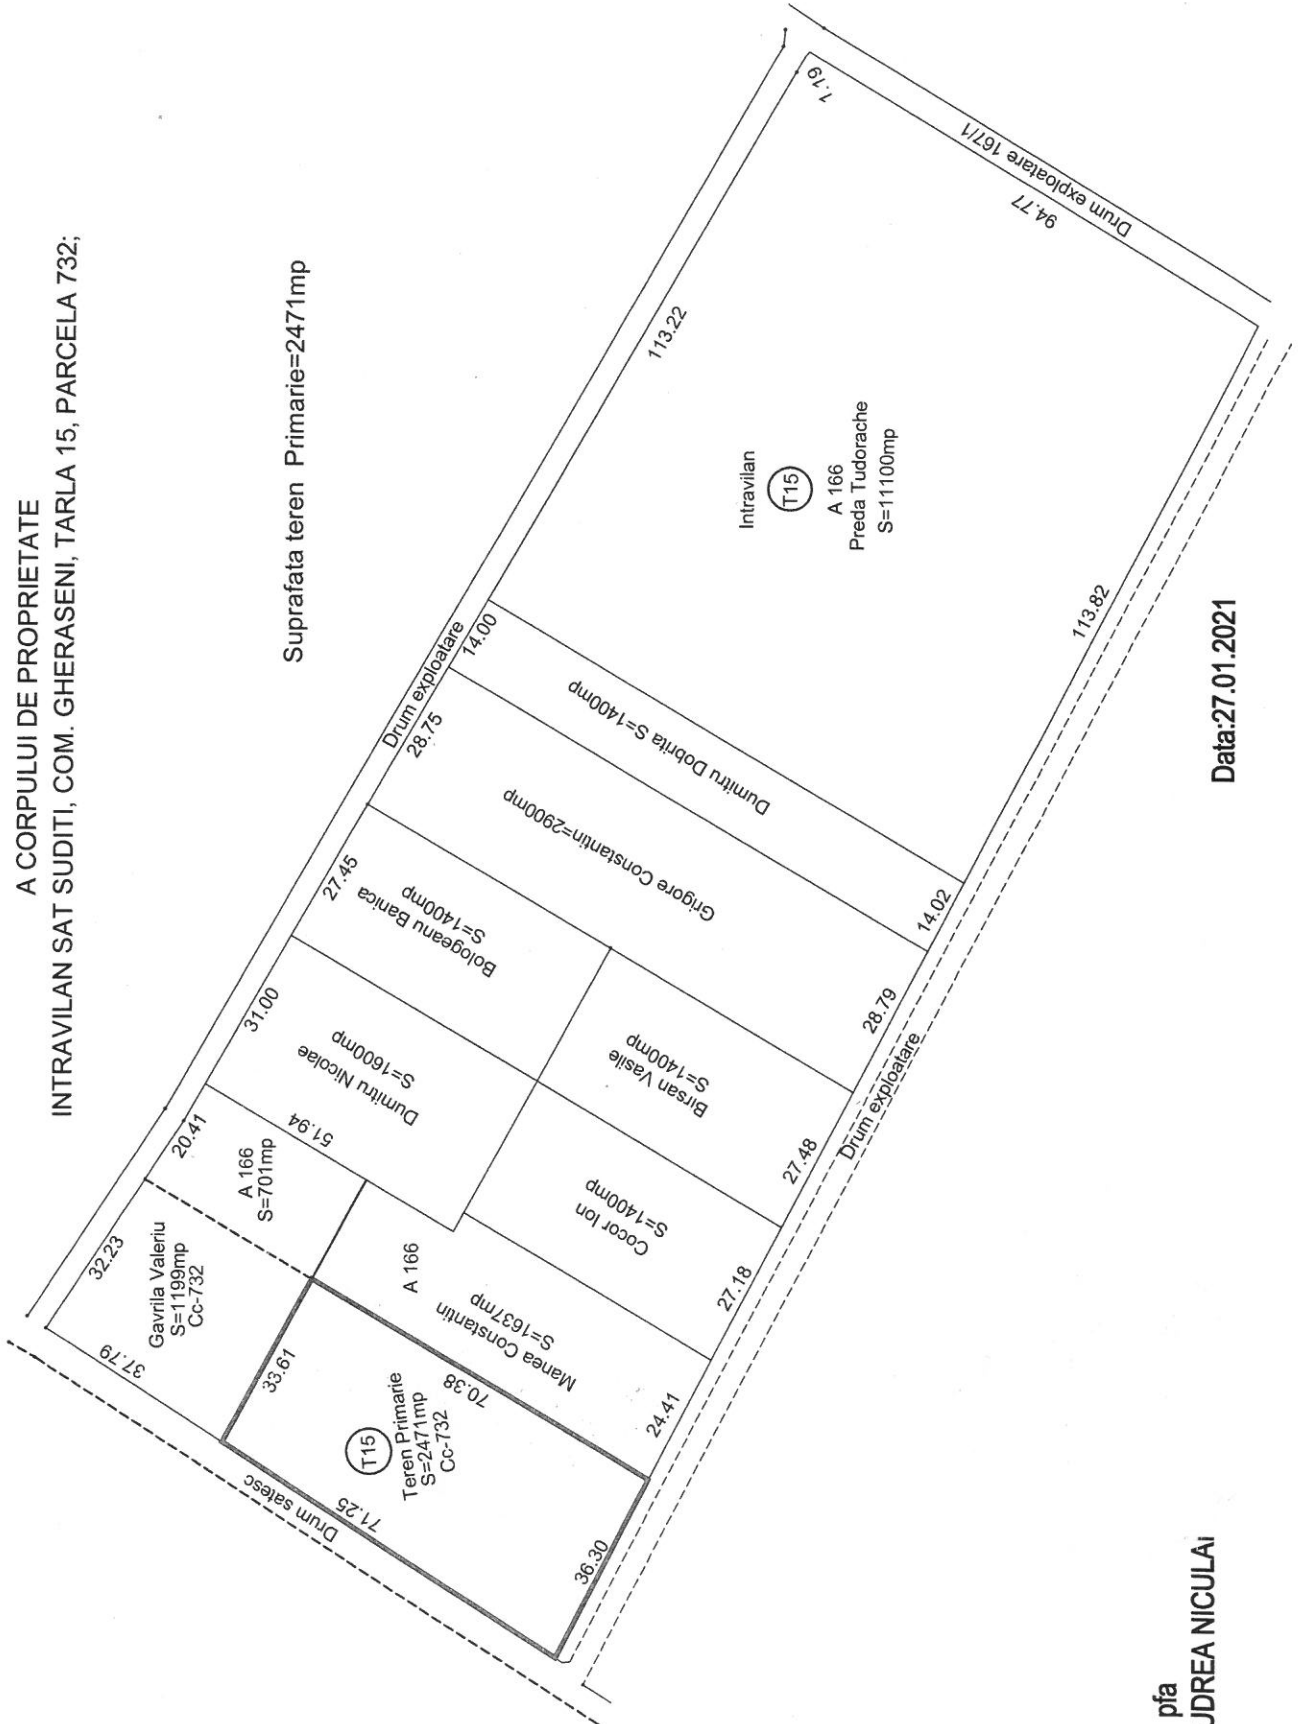 A CORPULUI DE PROPRIETATE
INTRAVILAN SAT SUDITI, COM. GHERASENI, TARLA 15, PARCELA 732;
Suprafata teren Primarie=2471mp
Drum satesc
37.79
32.23
Gavrila Valeriu
S=1199mp
Cc-732
20.41
A 166
S=701mp
31.00
51.94
Dumitru Nicolae
S=1600mp
27.45
Bologeanu Banica
S=1400mp
28.75
Drum exploatare
14.00
113.22
1.79
Drum exploatare 167/1
94.77
33.61
T15
Teren Primarie
S=2471mp
Cc-732
71.25
70.38
36.30
A 166
Manea Constantin
S=1637mp
24.41
Cocor Ion
S=1400mp
27.18
Birsan Vasile
S=1400mp
27.48
Grigore Constantin=2900mp
28.79
Dumitru Dobrita S=1400mp
14.02
Intravilan
T15
A 166
Preda Tudorache
S=11100mp
113.82
Drum exploatare
Data:27.01.2021
pfa
UDREA NICULAi